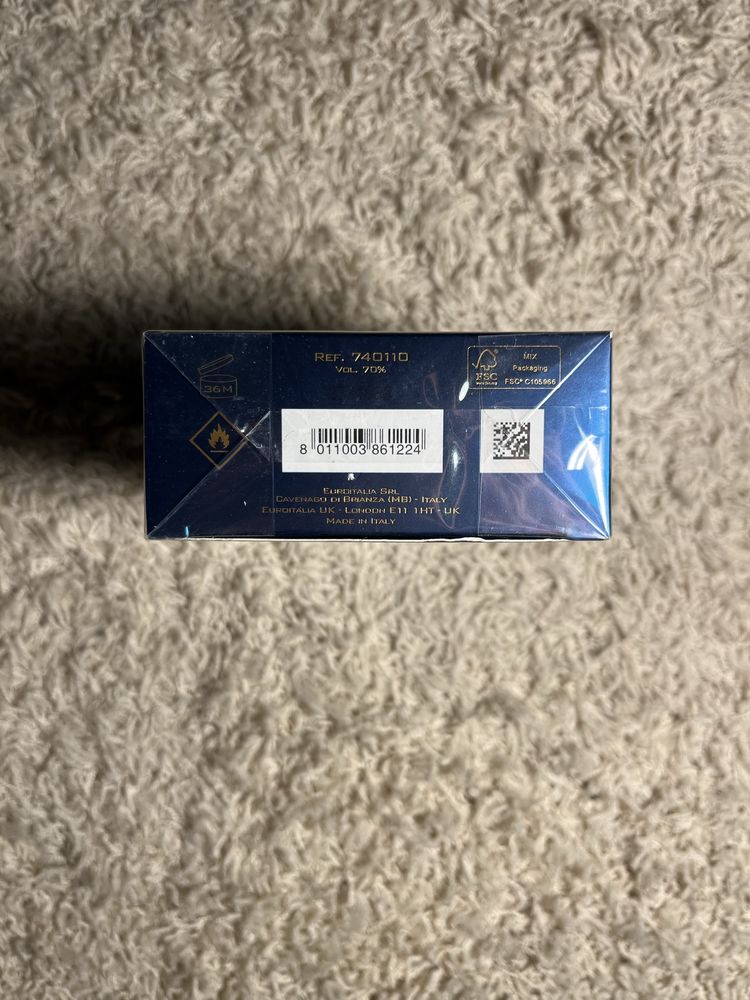 REF. 740110
VOL. 70%
36M
FSC
MIX
Packaging
FSC® C105966
8 011003 861224
EUROITALIA SRL
CAVENAGO DI BRIANZA (MB) - ITALY
EUROITALIA UK - LONDON E11 1HT - UK
MADE IN ITALY